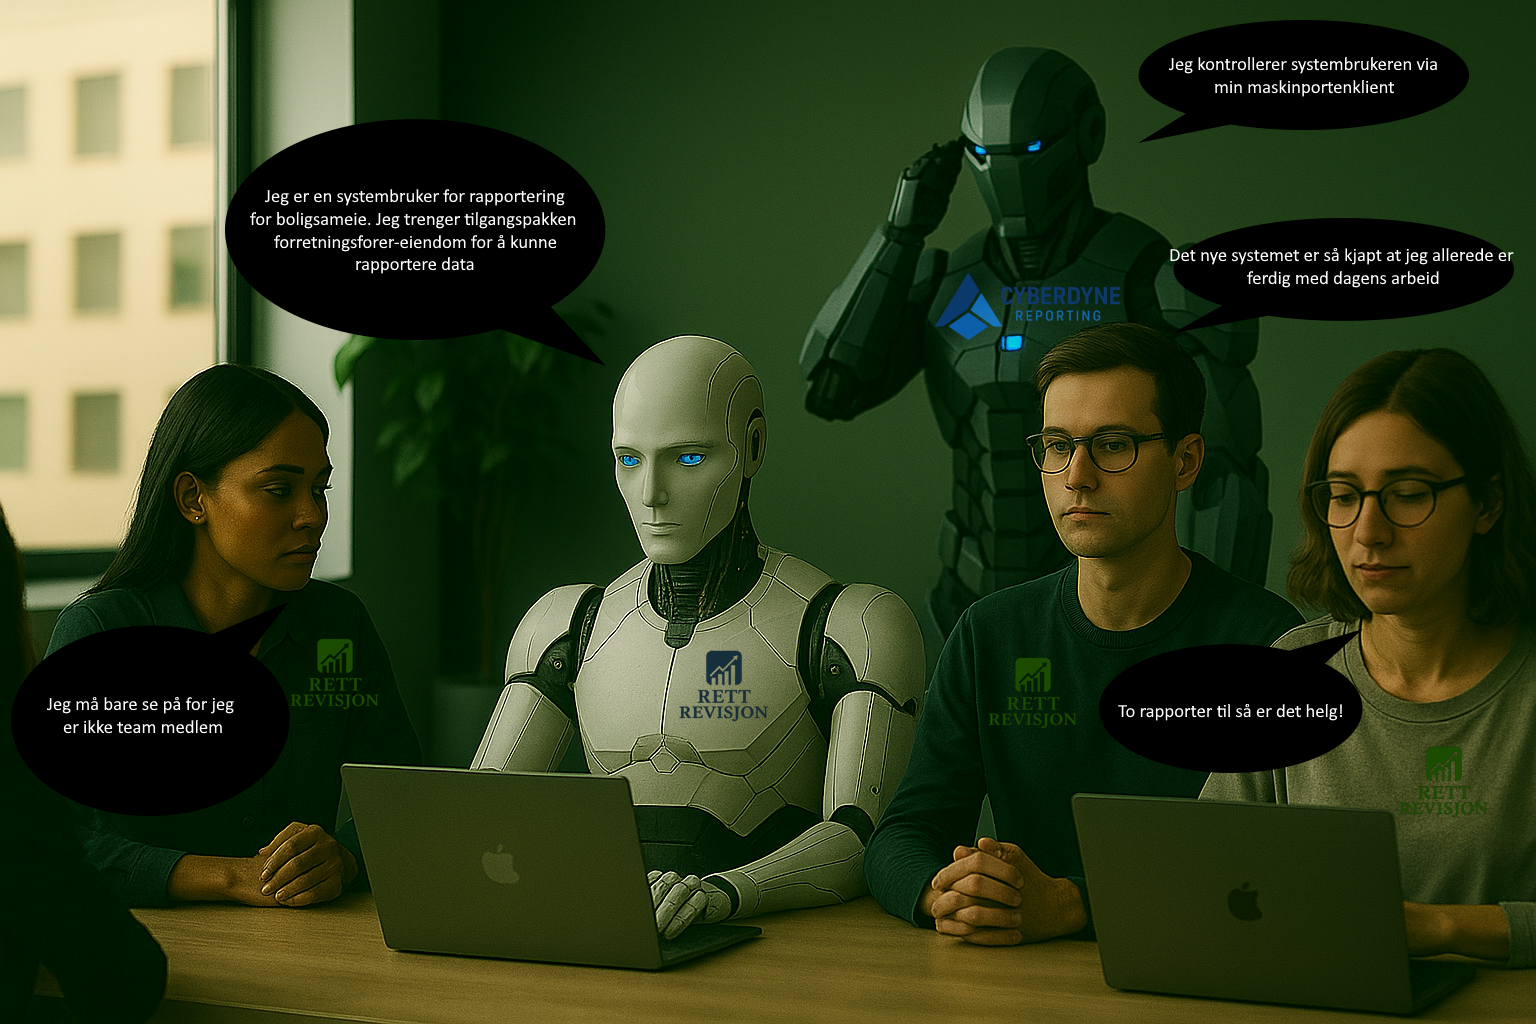 Jeg kontrollerer systembrukeren via
min maskinportenklient
Jeg er en systembruker for rapportering
for boligsameie. Jeg trenger tilgangspakken
forretningsforer-eiendom for å kunne
rapportere data
Det nye systemet er så kjapt at jeg allerede er
ferdig med dagens arbeid
CYBERDYNE
REPORTING
Jeg må bare se på for jeg
er ikke team medlem
RETT
REVISJON
RETT
REVISJON
RETT
REVISJON
To rapporter til så er det helg!
RETT
REVISJON